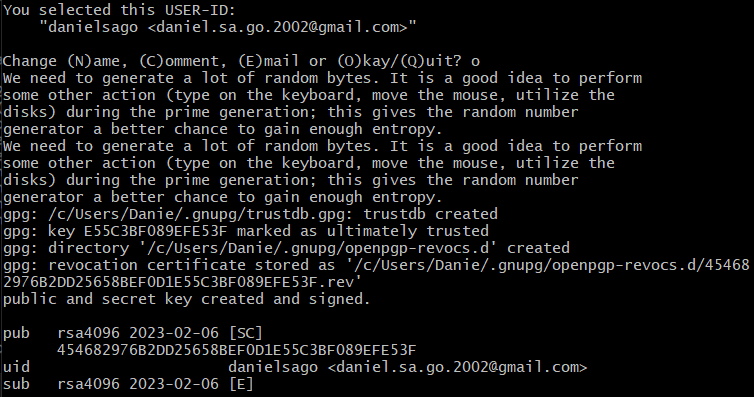 You selected this USER-ID:
    "danielsago <daniel.sa.go.2002@gmail.com>"

Change (N)ame, (C)omment, (E)mail or (O)kay/(Q)uit? o
We need to generate a lot of random bytes. It is a good idea to perform
some other action (type on the keyboard, move the mouse, utilize the
disks) during the prime generation; this gives the random number
generator a better chance to gain enough entropy.
We need to generate a lot of random bytes. It is a good idea to perform
some other action (type on the keyboard, move the mouse, utilize the
disks) during the prime generation; this gives the random number
generator a better chance to gain enough entropy.
gpg: /c/Users/Danie/.gnupg/trustdb.gpg: trustdb created
gpg: key E55C3BF089EFE53F marked as ultimately trusted
gpg: directory '/c/Users/Danie/.gnupg/openpgp-revocs.d' created
gpg: revocation certificate stored as '/c/Users/Danie/.gnupg/openpgp-revocs.d/45468
2976B2DD25658BEF0D1E55C3BF089EFE53F.rev'
public and secret key created and signed.

pub   rsa4096 2023-02-06 [SC]
      454682976B2DD25658BEF0D1E55C3BF089EFE53F
uid                      danielsago <daniel.sa.go.2002@gmail.com>
sub   rsa4096 2023-02-06 [E]